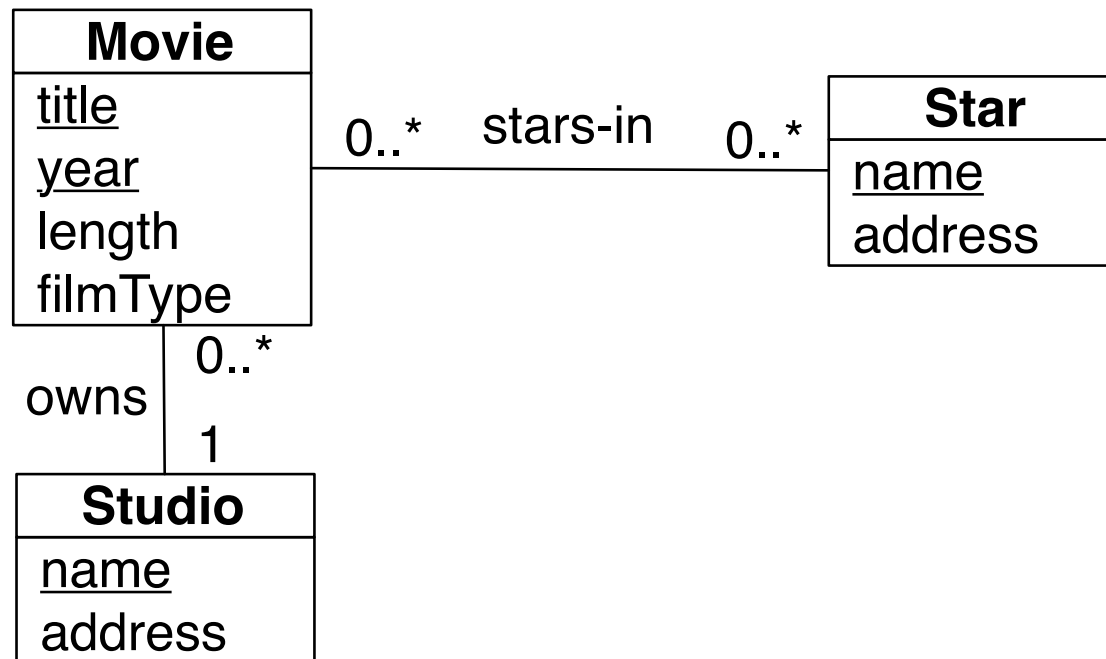 Movie
title
year
length
filmType
0..* stars-in 0..*
Star
name
address
0..*
owns
1
Studio
name
address